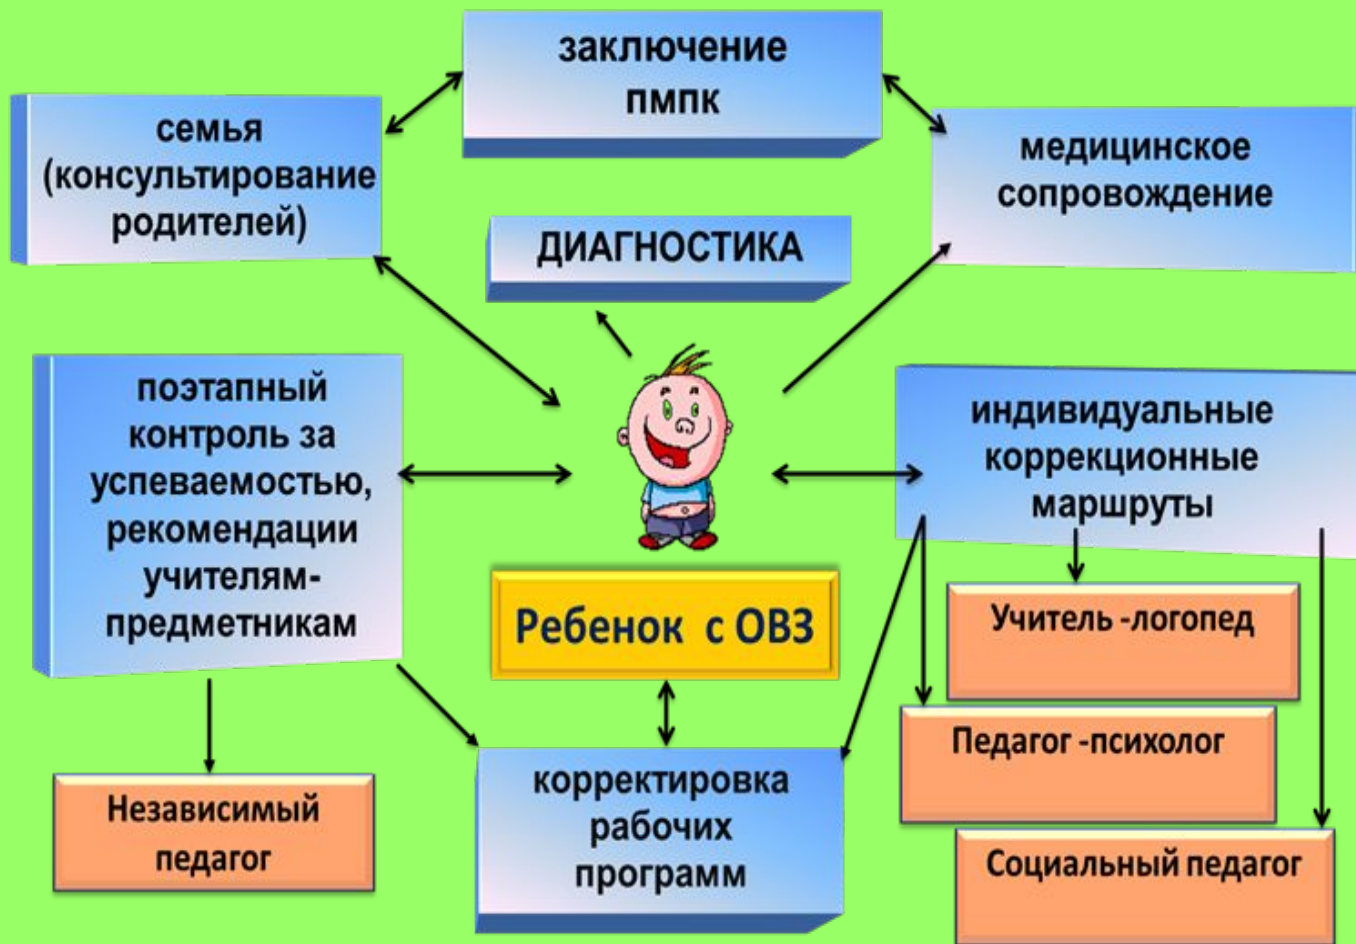 заключение
пмпк
семья
(консультирование
родителей)
медицинское
сопровождение
ДИАГНОСТИКА
поэтапный
контроль за
успеваемостью,
рекомендации
учителям-
предметникам
индивидуальные
коррекционные
маршруты
Ребенок с ОВЗ
Учитель -логопед
Педагог -психолог
Независимый
педагог
корректировка
рабочих
программ
Социальный педагог